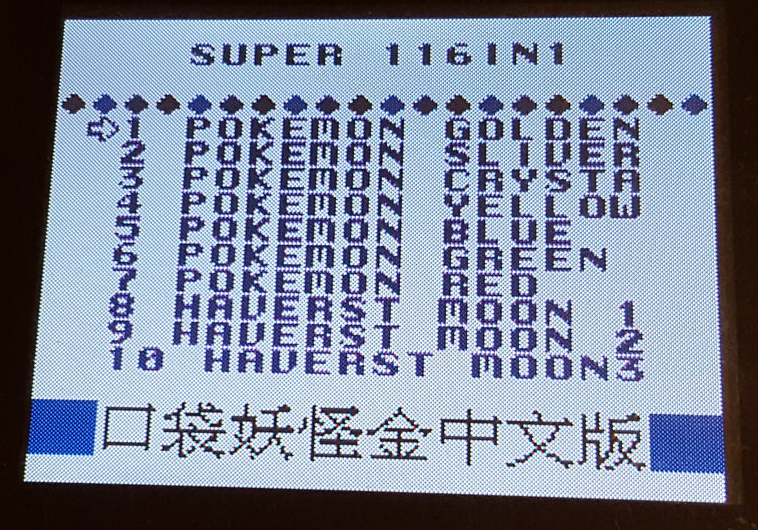 SUPER 116IN1
1 POKEMON GOLDEN
2 POKEMON SLIVER
3 POKEMON CRYSTA
4 POKEMON YELLOW
5 POKEMON BLUE
6 POKEMON GREEN
7 POKEMON RED
8 HAVERST MOON 1
9 HAVERST MOON 2
10 HAVERST MOON3
口袋妖怪金中文版